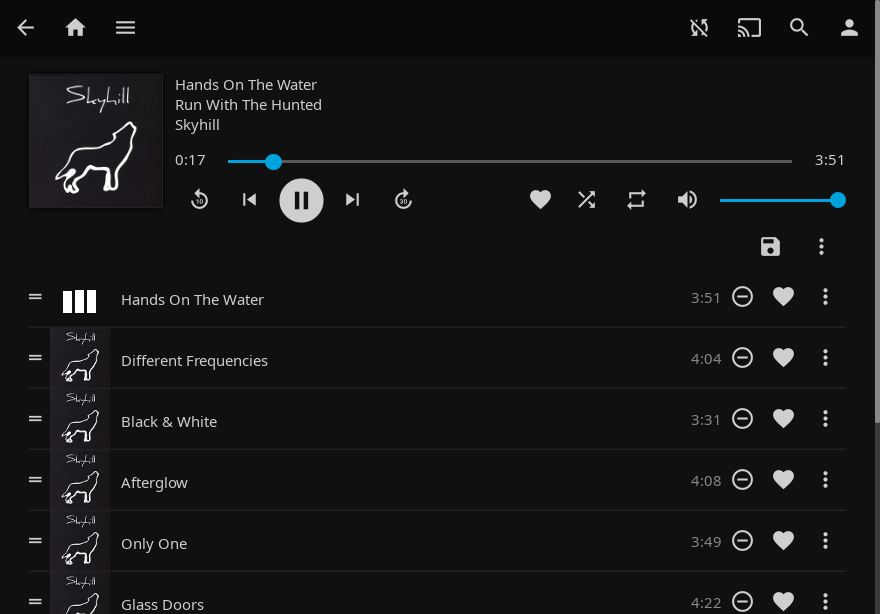 Skyhill
Hands On The Water
Run With The Hunted
Skyhill
0:17
3:51
10
30
Hands On The Water
3:51
Skyhill
Different Frequencies
4:04
Skyhill
Black & White
3:31
Skyhill
Afterglow
4:08
Skyhill
Only One
3:49
Skyhill
Glass Doors
4:22